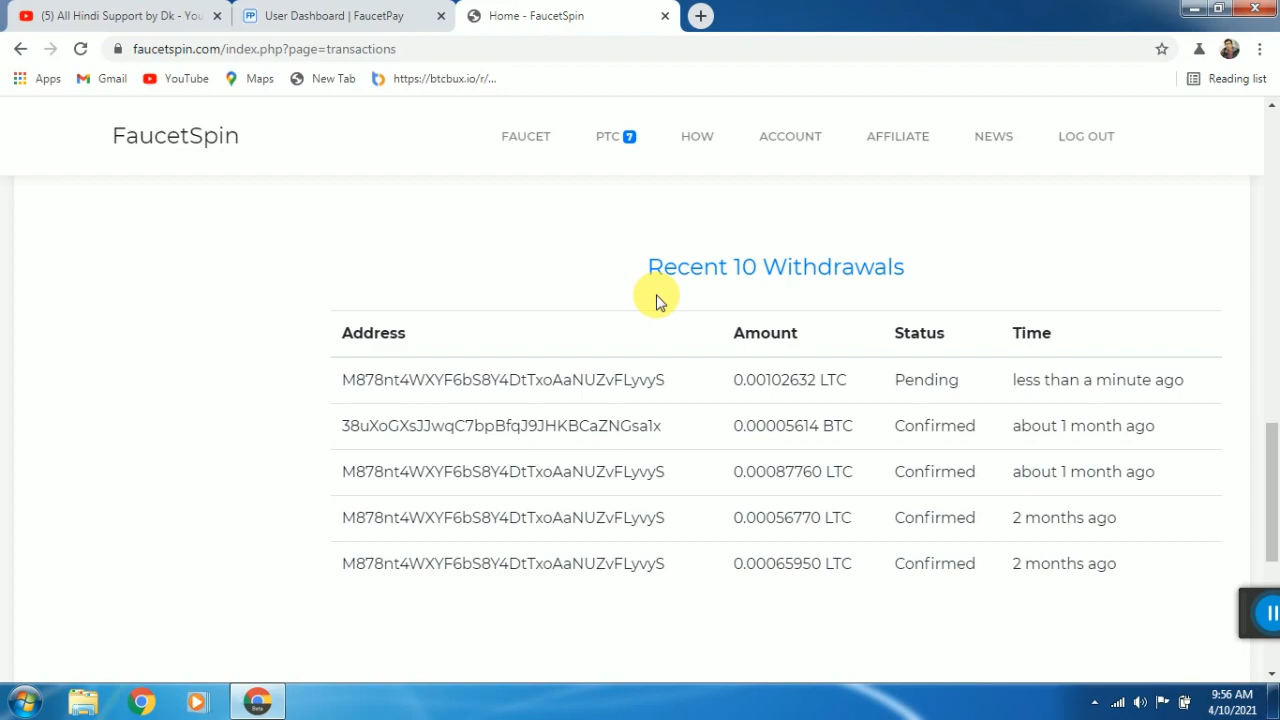 (5) All Hindi Support by Dk - You
User Dashboard | FaucetPay
Home - FaucetSpin
faucetspin.com/index.php?page=transactions
Apps Gmail YouTube Maps New Tab https://btcbux.io/r/... Reading list
FaucetSpin FAUCET PTC 7 HOW ACCOUNT AFFILIATE NEWS LOG OUT
Recent 10 Withdrawals
Address Amount Status Time
M878nt4WXYF6bS8Y4DtTxoAaNUZvFLyvyS 0.00102632 LTC Pending less than a minute ago
38uXoGXsJJwqC7bpBfqJ9JHKBCaZNGsa1x 0.00005614 BTC Confirmed about 1 month ago
M878nt4WXYF6bS8Y4DtTxoAaNUZvFLyvyS 0.00087760 LTC Confirmed about 1 month ago
M878nt4WXYF6bS8Y4DtTxoAaNUZvFLyvyS 0.00056770 LTC Confirmed 2 months ago
M878nt4WXYF6bS8Y4DtTxoAaNUZvFLyvyS 0.00065950 LTC Confirmed 2 months ago
Beta
9:56 AM
4/10/2021